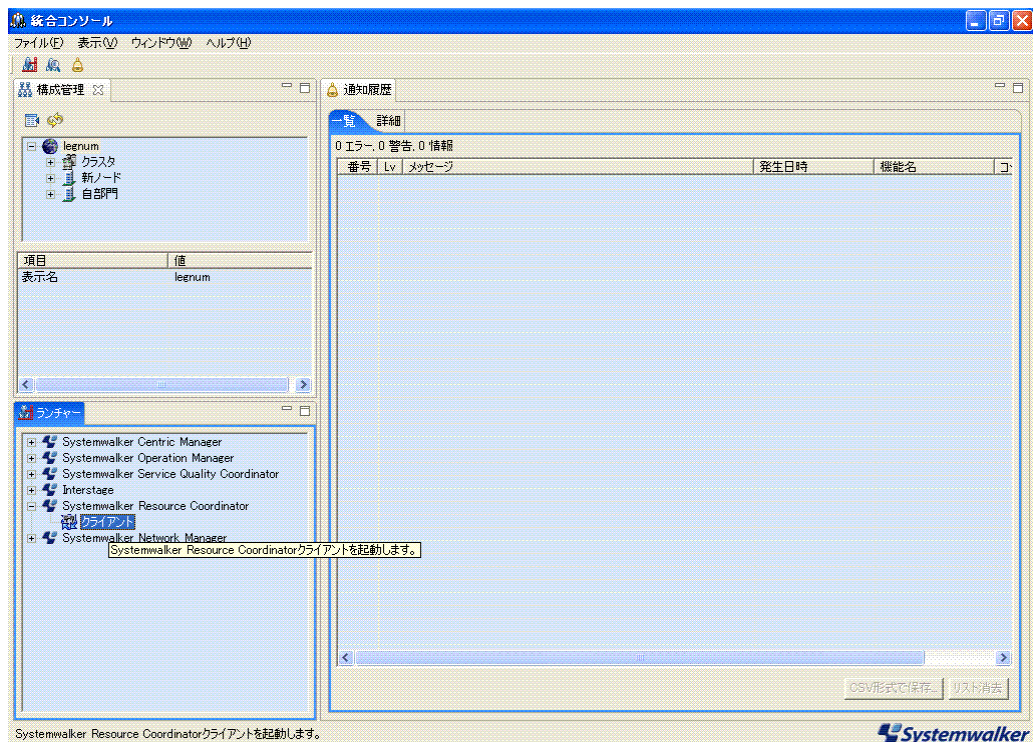 統合コンソール
ファイル(F) 表示(V) ウィンドウ(W) ヘルプ(H)
構成管理
legnum
クラスタ
新ノード
自部門
項目 値
表示名 legnum
ランチャー
Systemwalker Centric Manager
Systemwalker Operation Manager
Systemwalker Service Quality Coordinator
Interstage
Systemwalker Resource Coordinator
クライアント
Systemwalker Network Manager
Systemwalker Resource Coordinatorクライアントを起動します。
通知履歴
一覧 詳細
0 エラー, 0 警告, 0 情報
番号 Lv メッセージ 発生日時 機能名 コ
CSV形式で保存... リスト消去
Systemwalker Resource Coordinatorクライアントを起動します。
Systemwalker